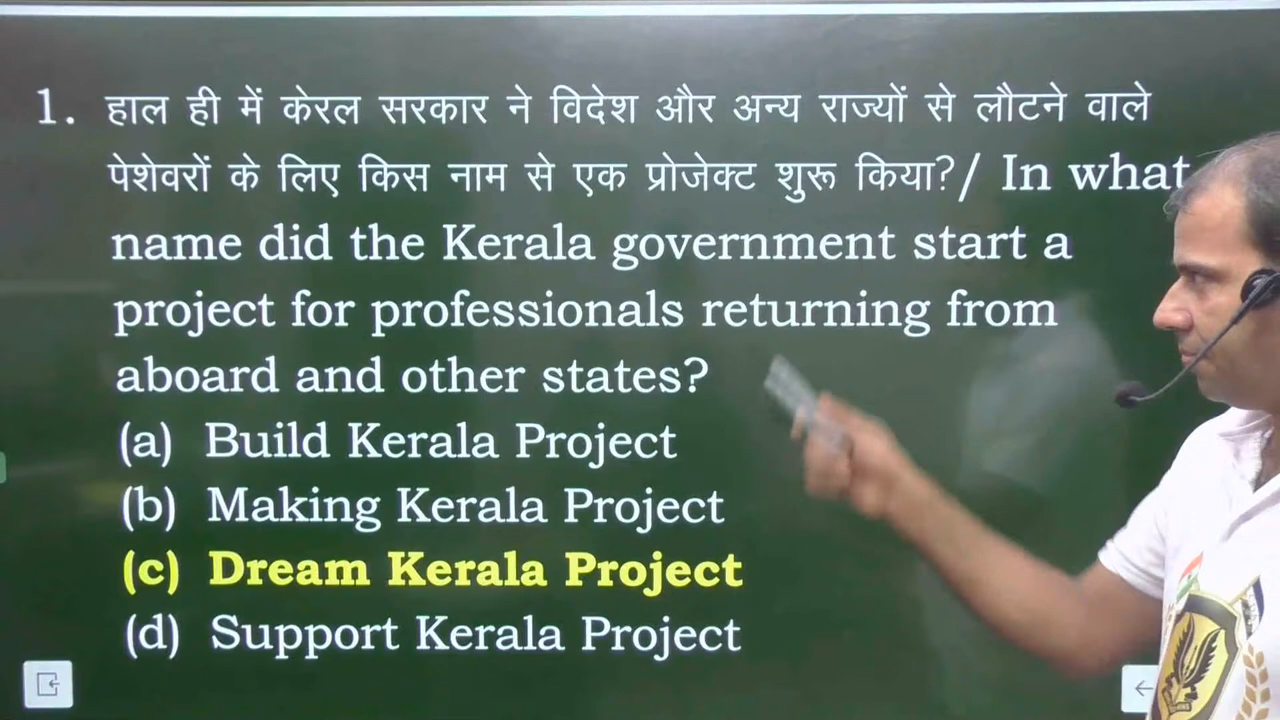 1. हाल ही में केरल सरकार ने विदेश और अन्य राज्यों से लौटने वाले
पेशेवरों के लिए किस नाम से एक प्रोजेक्ट शुरू किया?/ In what
name did the Kerala government start a
project for professionals returning from
aboard and other states?
(a) Build Kerala Project
(b) Making Kerala Project
(c) Dream Kerala Project
(d) Support Kerala Project